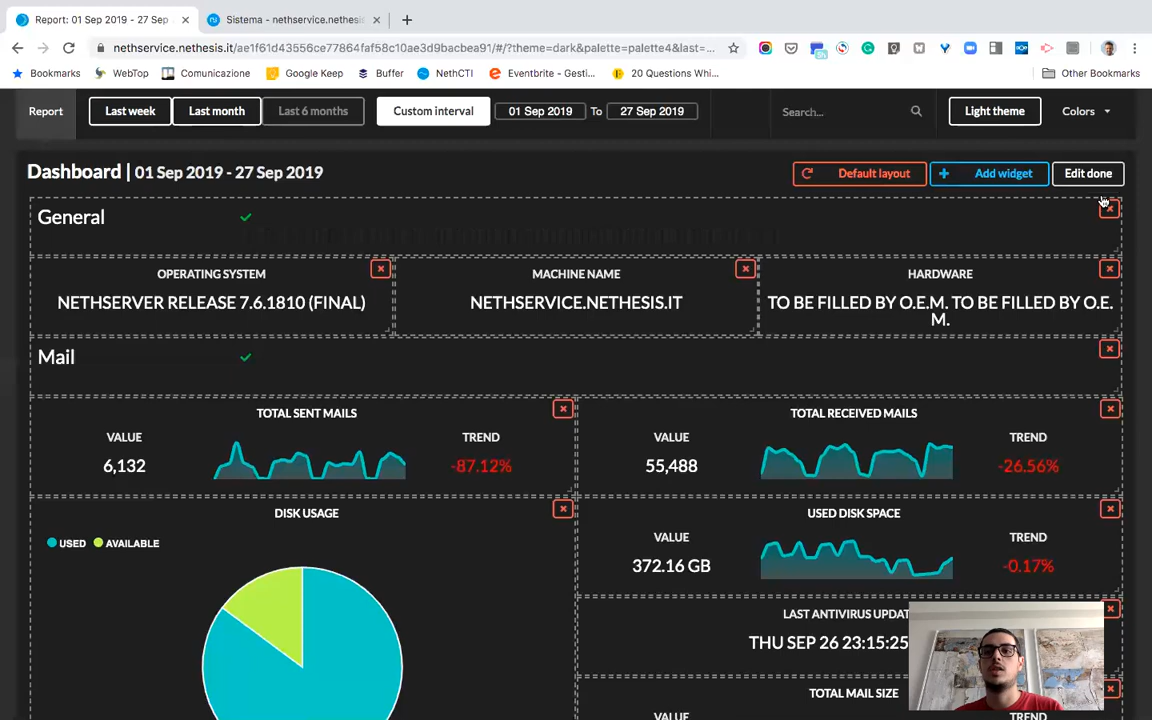 Report: 01 Sep 2019 - 27 Sep
Sistema - nethservice.nethesis
nethservice.nethesis.it/ae1f61d43556ce77864faf58c10ae3d9bacbea91/#/?theme=dark&palette=palette4&last=...
Bookmarks
WebTop
Comunicazione
Google Keep
Buffer
NethCTI
Eventbrite - Gesti...
20 Questions Whi...
Other Bookmarks
Report
Last week
Last month
Last 6 months
Custom interval
01 Sep 2019
To
27 Sep 2019
Search...
Light theme
Colors
Dashboard | 01 Sep 2019 - 27 Sep 2019
Default layout
Add widget
Edit done
General
OPERATING SYSTEM
NETHSERVER RELEASE 7.6.1810 (FINAL)
MACHINE NAME
NETHSERVICE.NETHESIS.IT
HARDWARE
TO BE FILLED BY O.E.M. TO BE FILLED BY O.E.
M.
Mail
TOTAL SENT MAILS
VALUE
6,132
TREND
-87.12%
TOTAL RECEIVED MAILS
VALUE
55,488
TREND
-26.56%
DISK USAGE
USED
AVAILABLE
USED DISK SPACE
VALUE
372.16 GB
TREND
-0.17%
LAST ANTIVIRUS UPDAT
THU SEP 26 23:15:25
TOTAL MAIL SIZE
VALUE
TREND